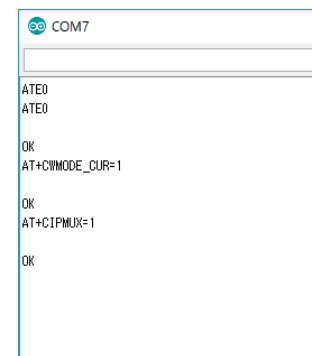 COM7
ATE0
ATE0
OK
AT+CWMODE_CUR=1
OK
AT+CIPMUX=1
OK